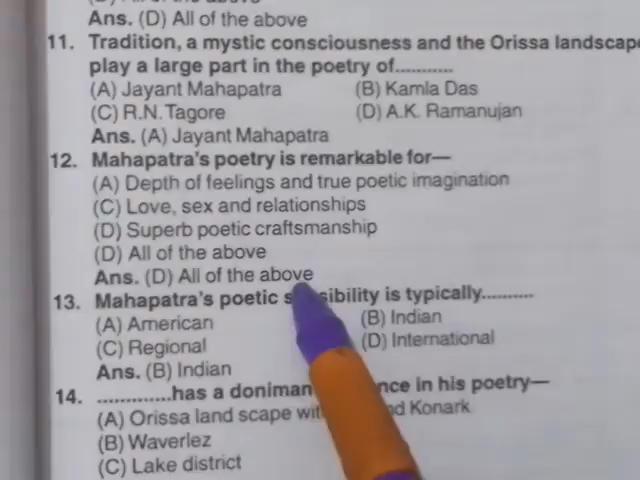 Ans. (D) All of the above
11. Tradition, a mystic consciousness and the Orissa landscape
play a large part in the poetry of...........
(A) Jayant Mahapatra (B) Kamla Das
(C) R.N. Tagore (D) A.K. Ramanujan
Ans. (A) Jayant Mahapatra
12. Mahapatra's poetry is remarkable for—
(A) Depth of feelings and true poetic imagination
(C) Love, sex and relationships
(D) Superb poetic craftsmanship
(D) All of the above
Ans. (D) All of the above
13. Mahapatra's poetic is typically..........
(A) American (B) Indian
(C) Regional (D) International
Ans. (B) Indian
14. ..............has a in his poetry—
(A) Orissa land scape Konark
(B) Waverlez
(C) Lake district